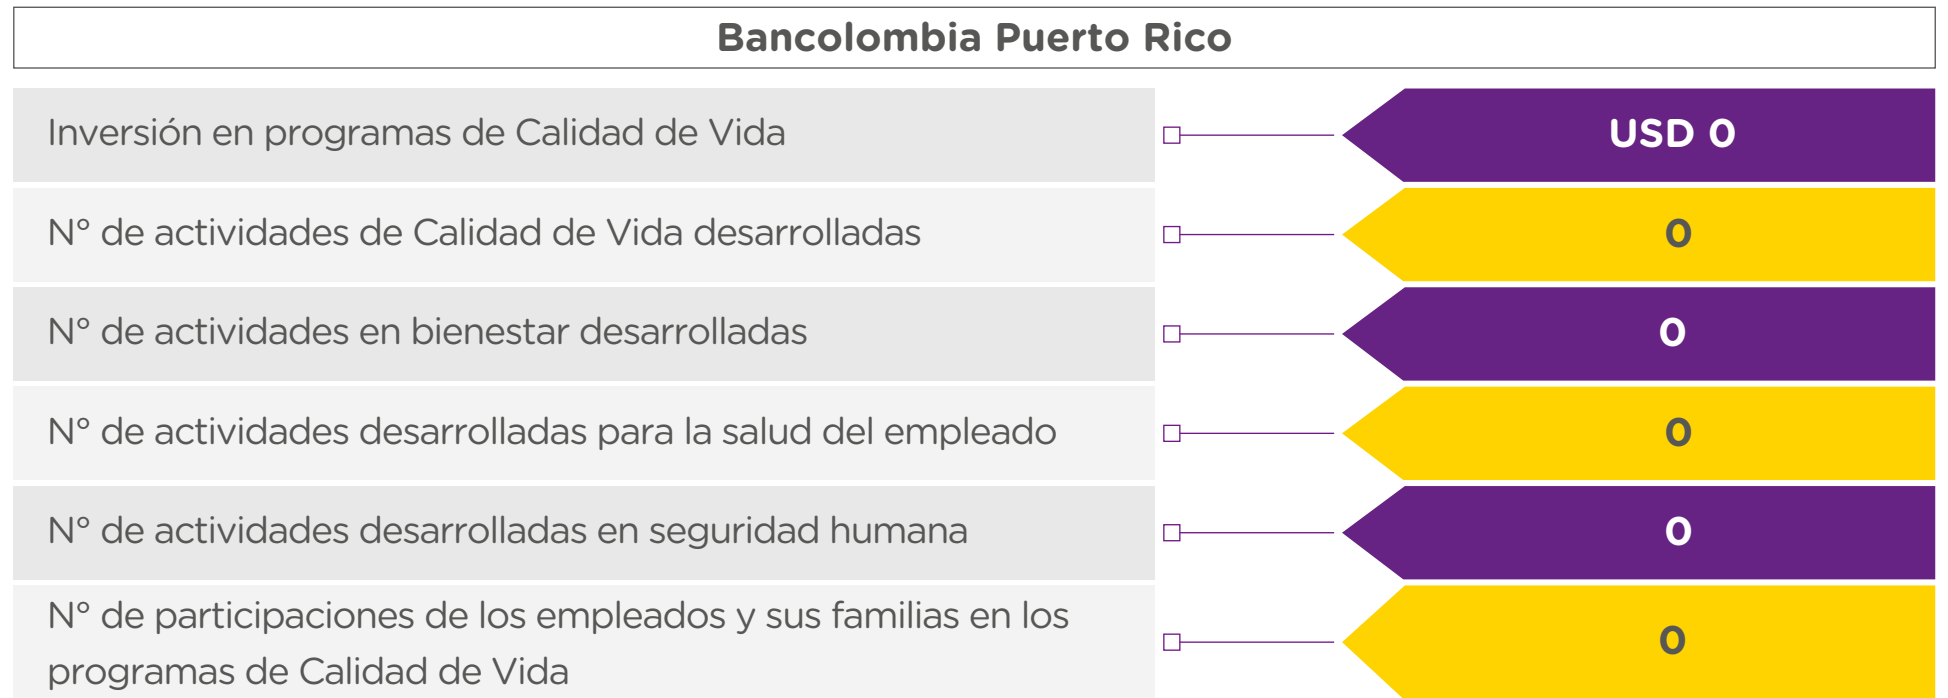 Bancolombia Puerto Rico
Inversión en programas de Calidad de Vida
USD 0
N° de actividades de Calidad de Vida desarrolladas
0
N° de actividades en bienestar desarrolladas
0
N° de actividades desarrolladas para la salud del empleado
0
N° de actividades desarrolladas en seguridad humana
0
N° de participaciones de los empleados y sus familias en los
programas de Calidad de Vida
0